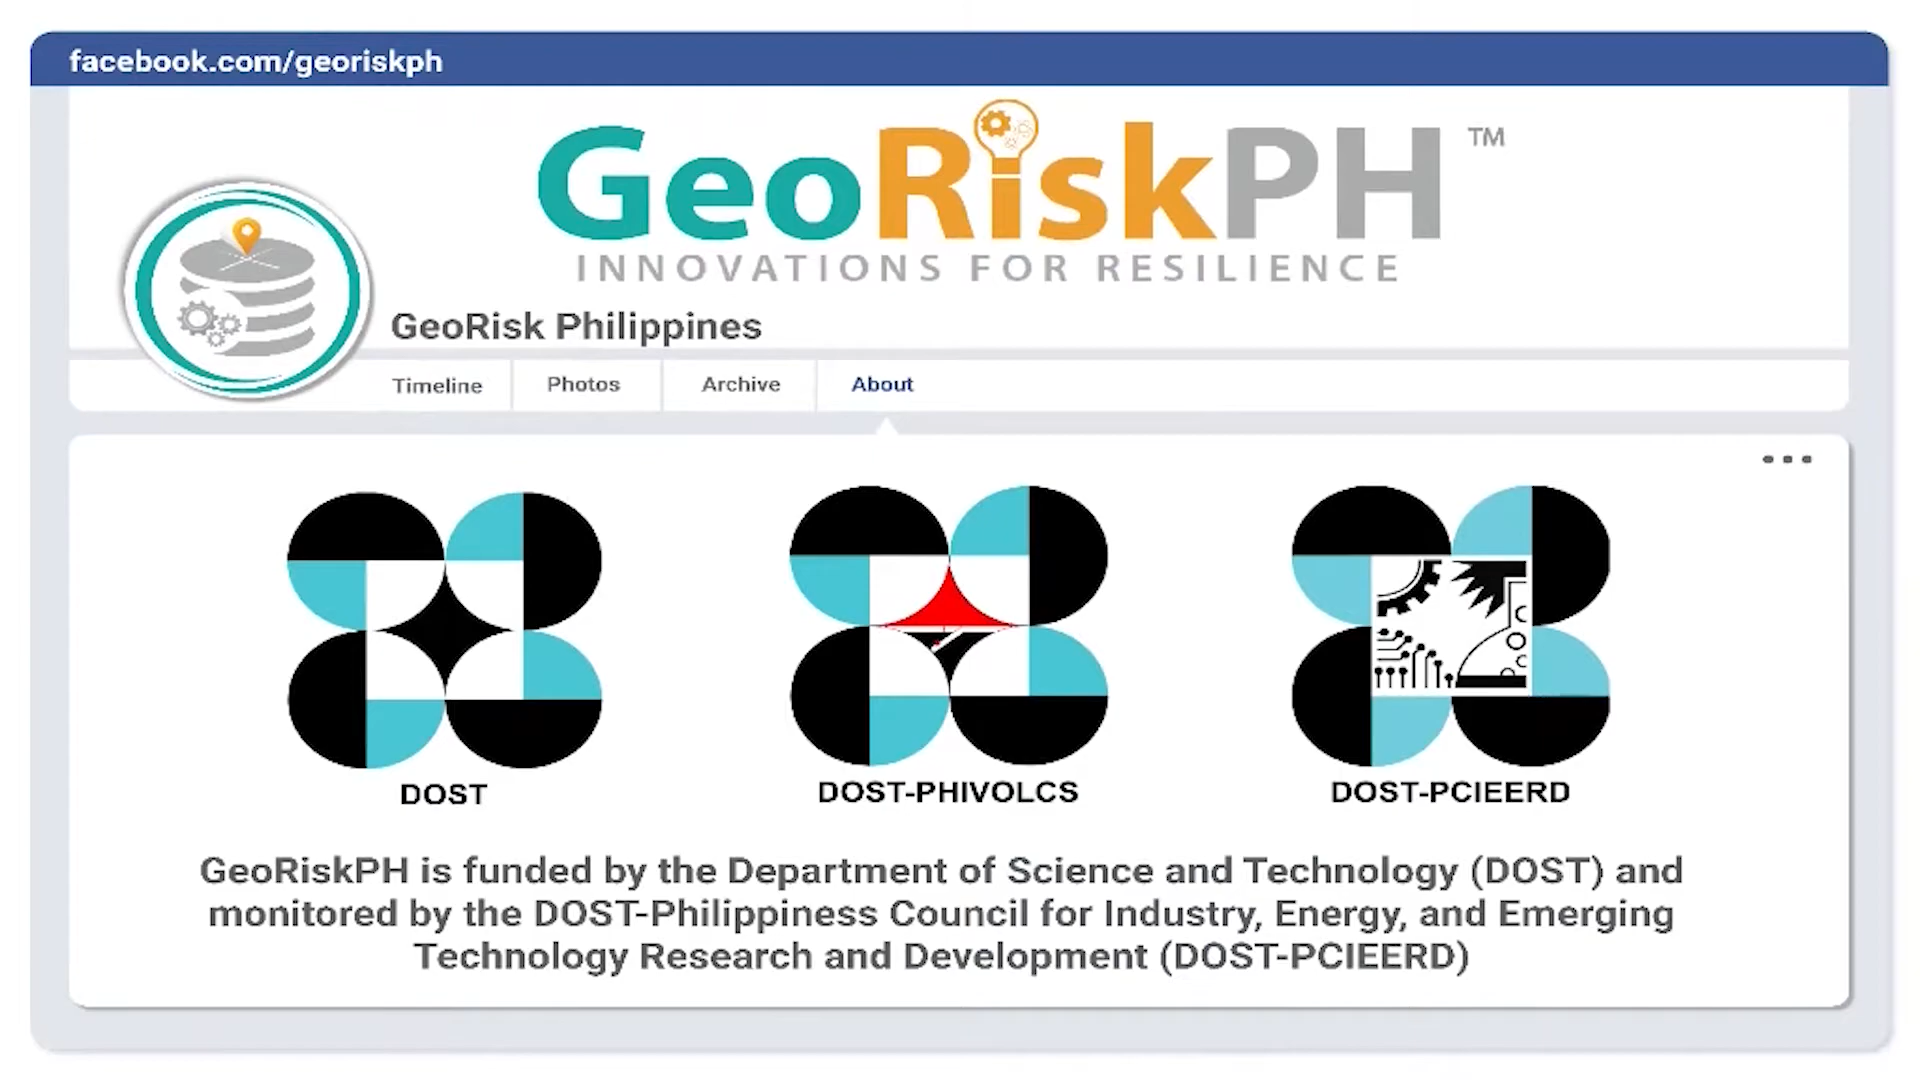 facebook.com/georiskph
GeoRiskPH ™
INNOVATIONS FOR RESILIENCE
GeoRisk Philippines
Timeline Photos Archive About
DOST DOST-PHIVOLCS DOST-PCIEERD
GeoRiskPH is funded by the Department of Science and Technology (DOST) and
monitored by the DOST-Philippiness Council for Industry, Energy, and Emerging
Technology Research and Development (DOST-PCIEERD)